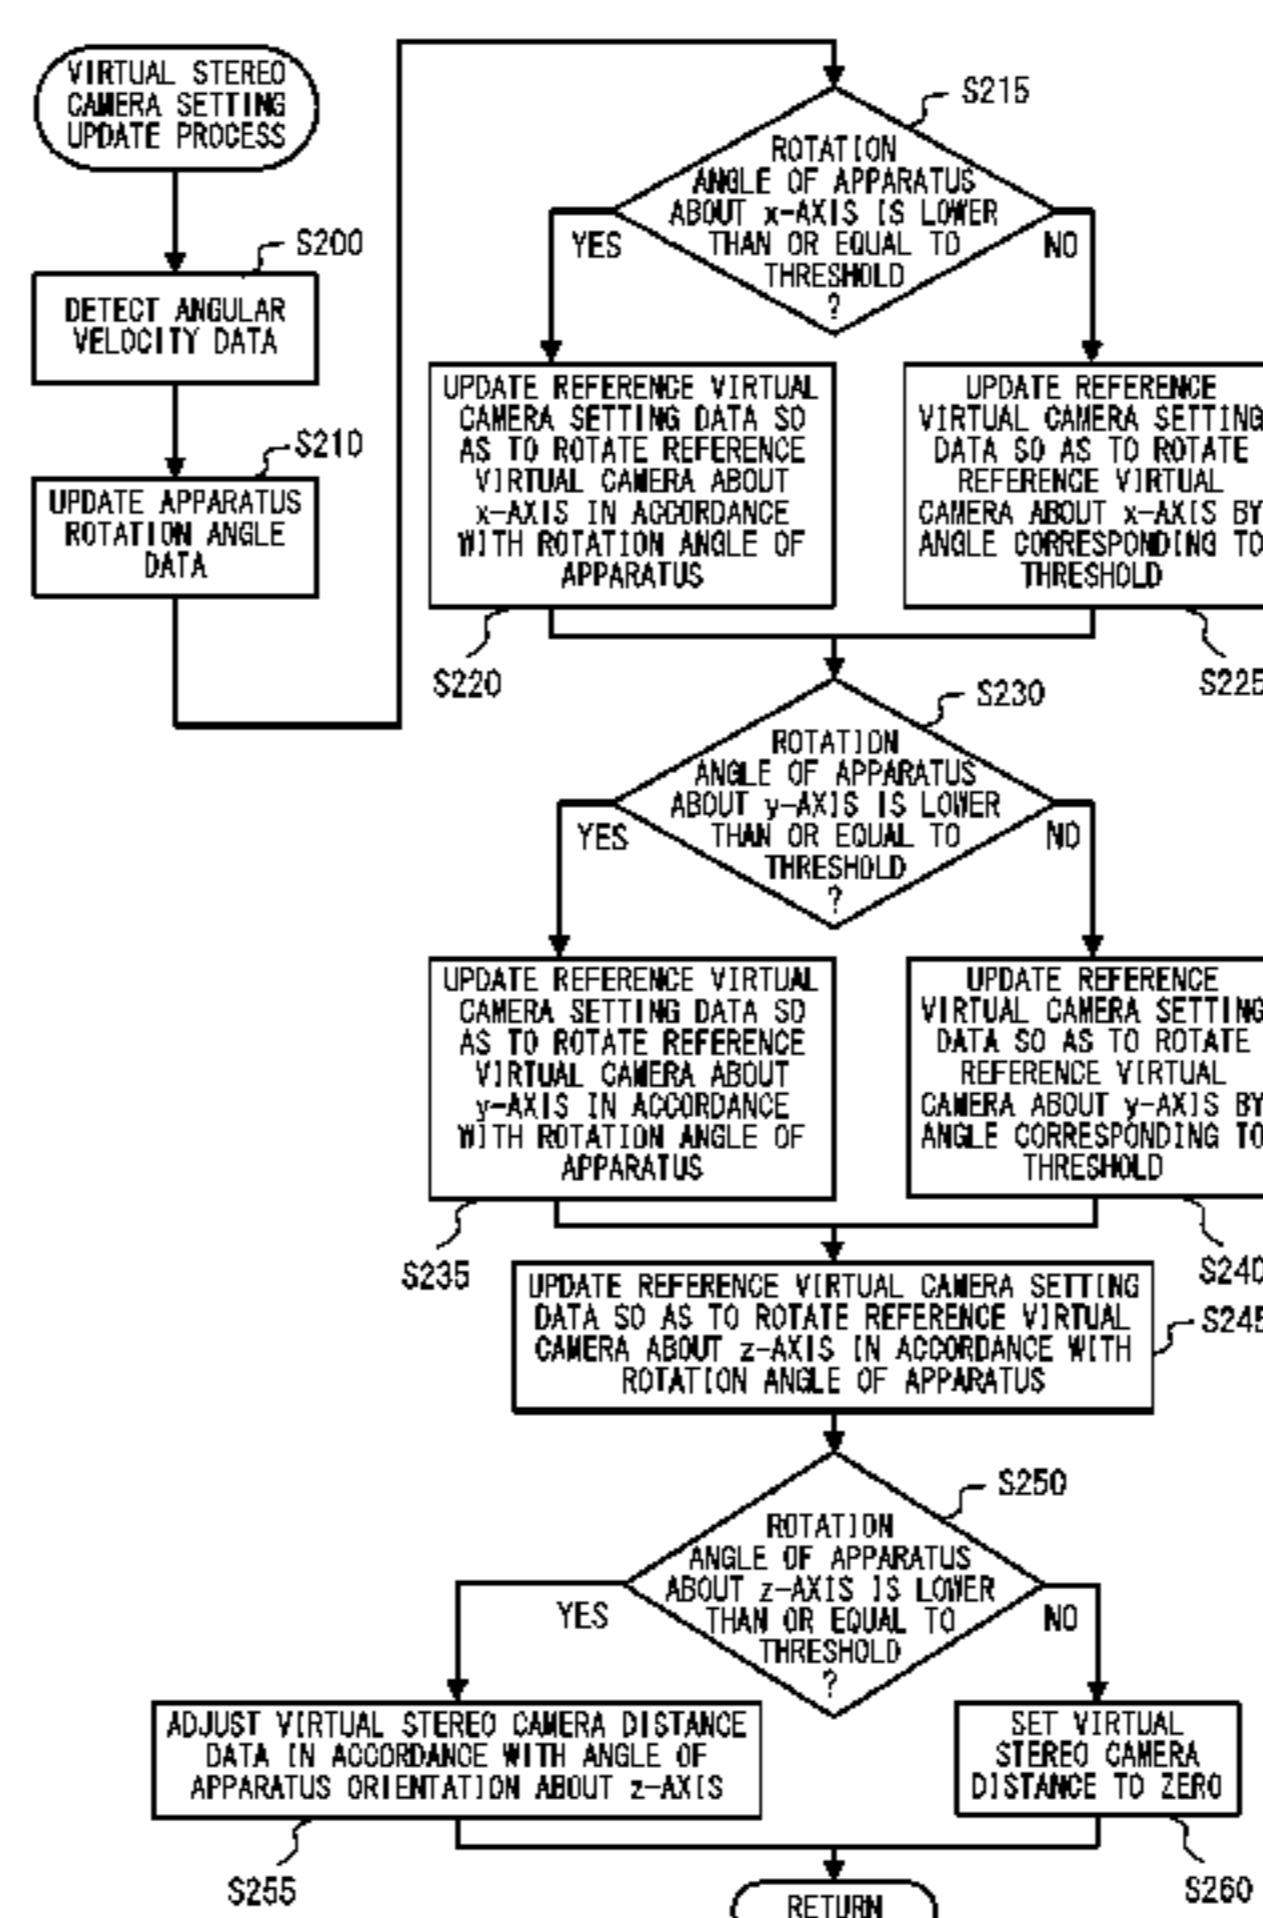 VIRTUAL STEREO
CAMERA SETTING
UPDATE PROCESS
S200
DETECT ANGULAR
VELOCITY DATA
S210
UPDATE APPARATUS
ROTATION ANGLE
DATA
S215
ROTATION
ANGLE OF APPARATUS
ABOUT x-AXIS IS LOWER
THAN OR EQUAL TO
THRESHOLD
?
YES
NO
UPDATE REFERENCE VIRTUAL
CAMERA SETTING DATA SO
AS TO ROTATE REFERENCE
VIRTUAL CAMERA ABOUT
x-AXIS IN ACCORDANCE
WITH ROTATION ANGLE OF
APPARATUS
S220
UPDATE REFERENCE
VIRTUAL CAMERA SETTING
DATA SO AS TO ROTATE
REFERENCE VIRTUAL
CAMERA ABOUT x-AXIS BY
ANGLE CORRESPONDING TO
THRESHOLD
S225
S230
ROTATION
ANGLE OF APPARATUS
ABOUT y-AXIS IS LOWER
THAN OR EQUAL TO
THRESHOLD
?
YES
NO
UPDATE REFERENCE VIRTUAL
CAMERA SETTING DATA SO
AS TO ROTATE REFERENCE
VIRTUAL CAMERA ABOUT
y-AXIS IN ACCORDANCE
WITH ROTATION ANGLE OF
APPARATUS
S235
UPDATE REFERENCE
VIRTUAL CAMERA SETTING
DATA SO AS TO ROTATE
REFERENCE VIRTUAL
CAMERA ABOUT y-AXIS BY
ANGLE CORRESPONDING TO
THRESHOLD
S240
UPDATE REFERENCE VIRTUAL CAMERA SETTING
DATA SO AS TO ROTATE REFERENCE VIRTUAL
CAMERA ABOUT z-AXIS IN ACCORDANCE WITH
ROTATION ANGLE OF APPARATUS
S245
S250
ROTATION
ANGLE OF APPARATUS
ABOUT z-AXIS IS LOWER
THAN OR EQUAL TO
THRESHOLD
?
YES
NO
ADJUST VIRTUAL STEREO CAMERA DISTANCE
DATA IN ACCORDANCE WITH ANGLE OF
APPARATUS ORIENTATION ABOUT z-AXIS
S255
SET VIRTUAL
STEREO CAMERA
DISTANCE TO ZERO
S260
RETURN